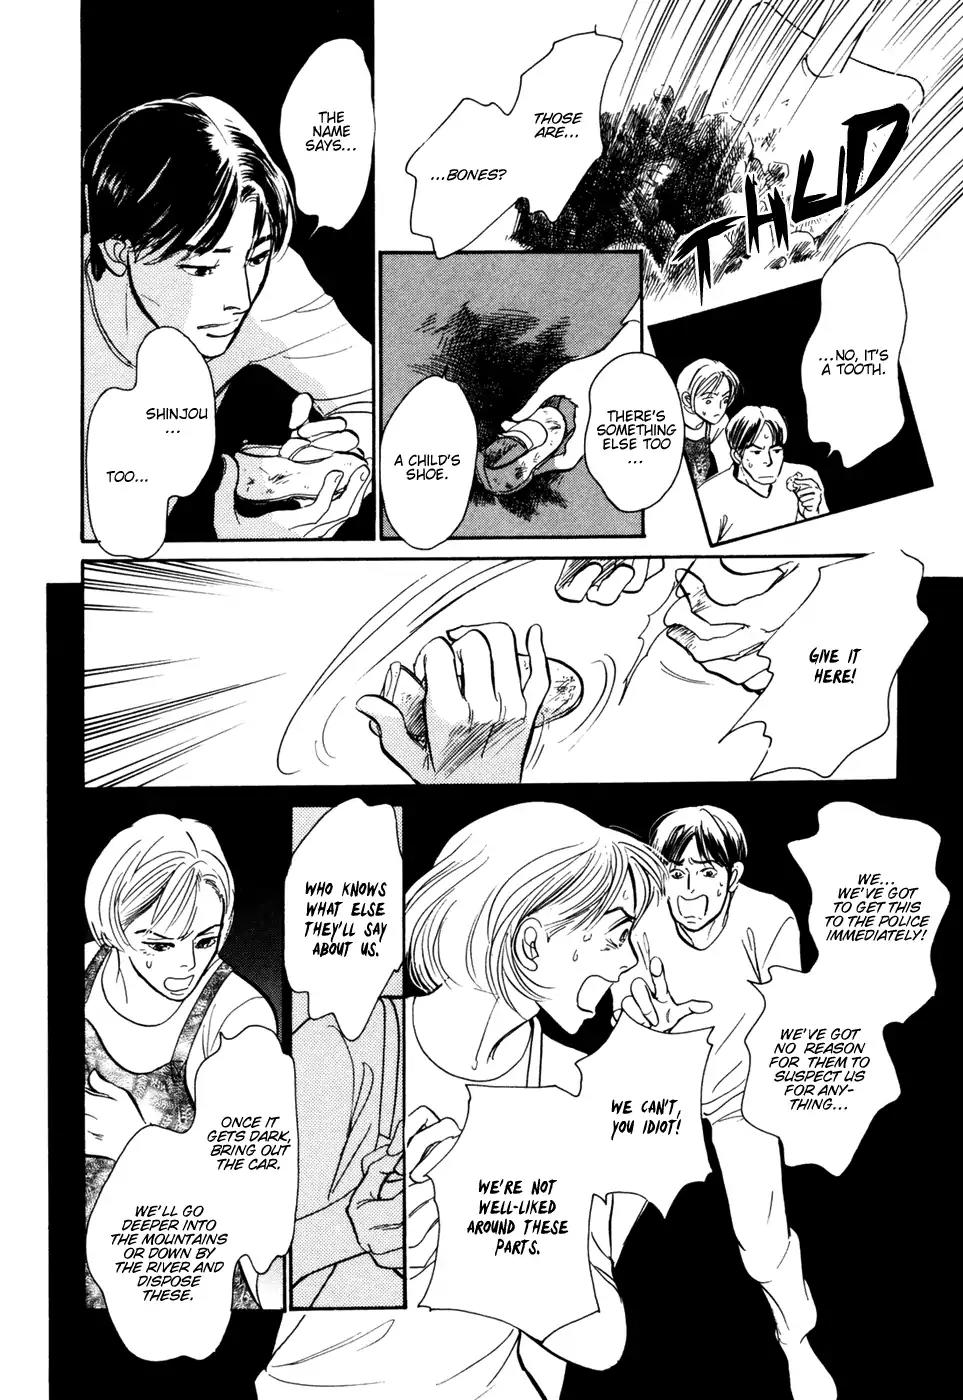 THUD
THOSE
ARE...
...BONES?
...NO, IT'S
A TOOTH.
THERE'S
SOMETHING
ELSE TOO
...
A CHILD'S
SHOE.
THE
NAME
SAYS...
SHINJOU
...
TOO...
GIVE IT
HERE!
WE...
WE'VE GOT
TO GET THIS
TO THE POLICE
IMMEDIATELY!
WE'VE GOT
NO REASON
FOR THEM TO
SUSPECT US
FOR ANY-
THING...
WE CAN'T,
YOU IDIOT!
WE'RE NOT
WELL-LIKED
AROUND THESE
PARTS.
WHO KNOWS
WHAT ELSE
THEY'LL SAY
ABOUT US.
ONCE IT
GETS DARK,
BRING OUT
THE CAR.
WE'LL GO
DEEPER INTO
THE MOUNTAINS
OR DOWN BY
THE RIVER AND
DISPOSE
THESE.